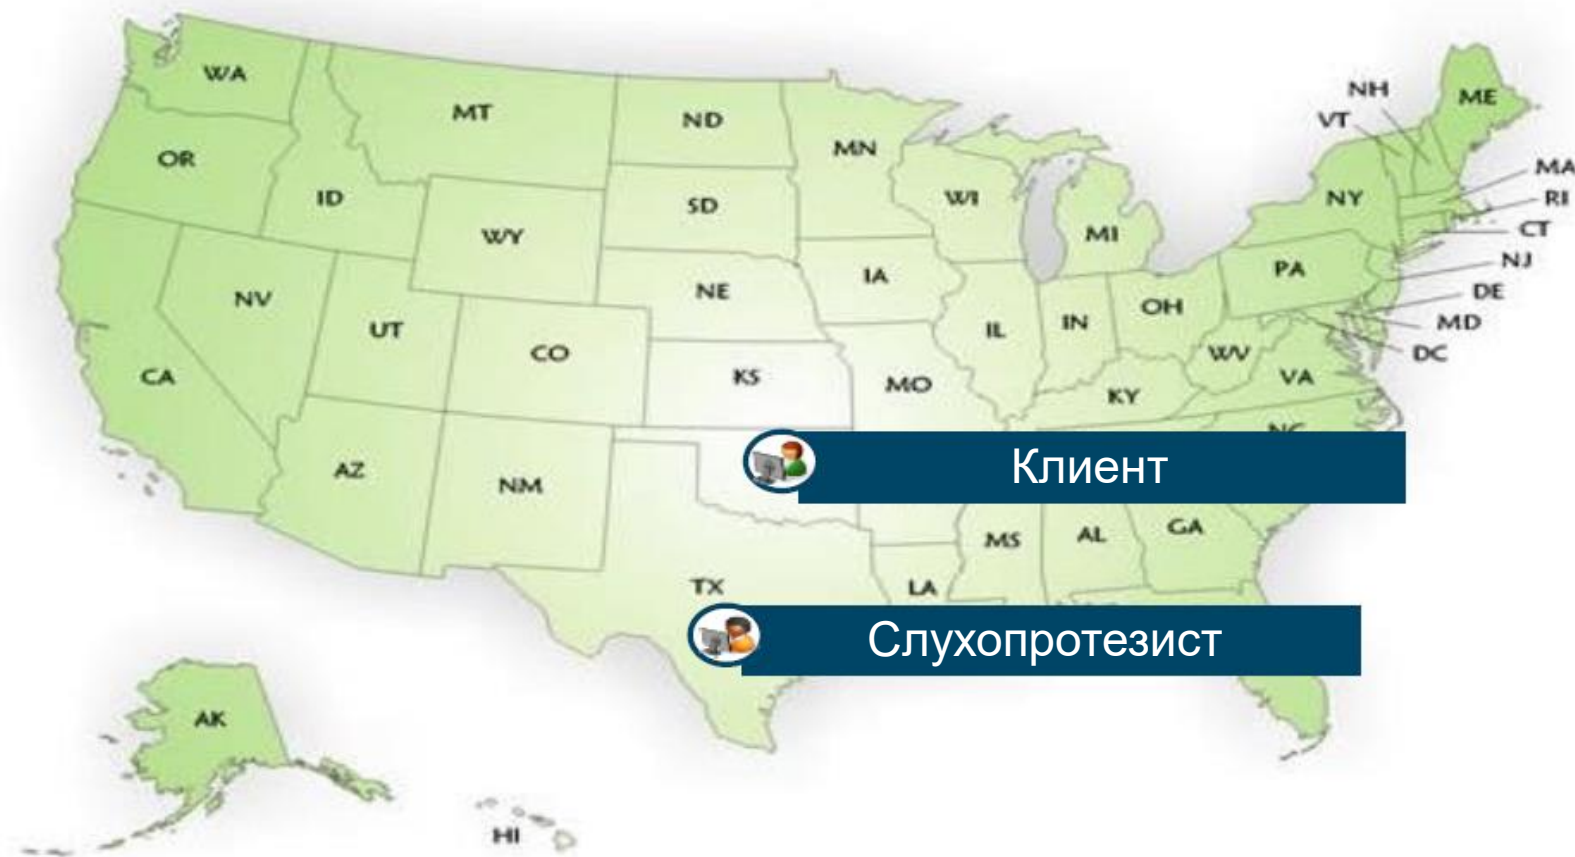 WA
MT
ND
MN
OR
ID
SD
WY
WI
MI
NH
VT
ME
MA
NY
RI
CT
NJ
PA
DE
MD
DC
NE
IA
NV
UT
CO
IL
IN
OH
WV
VA
CA
KS
MO
KY
NC
AZ
NM
Клиент
MS
AL
GA
TX
LA
Слухопротезист
AK
HI